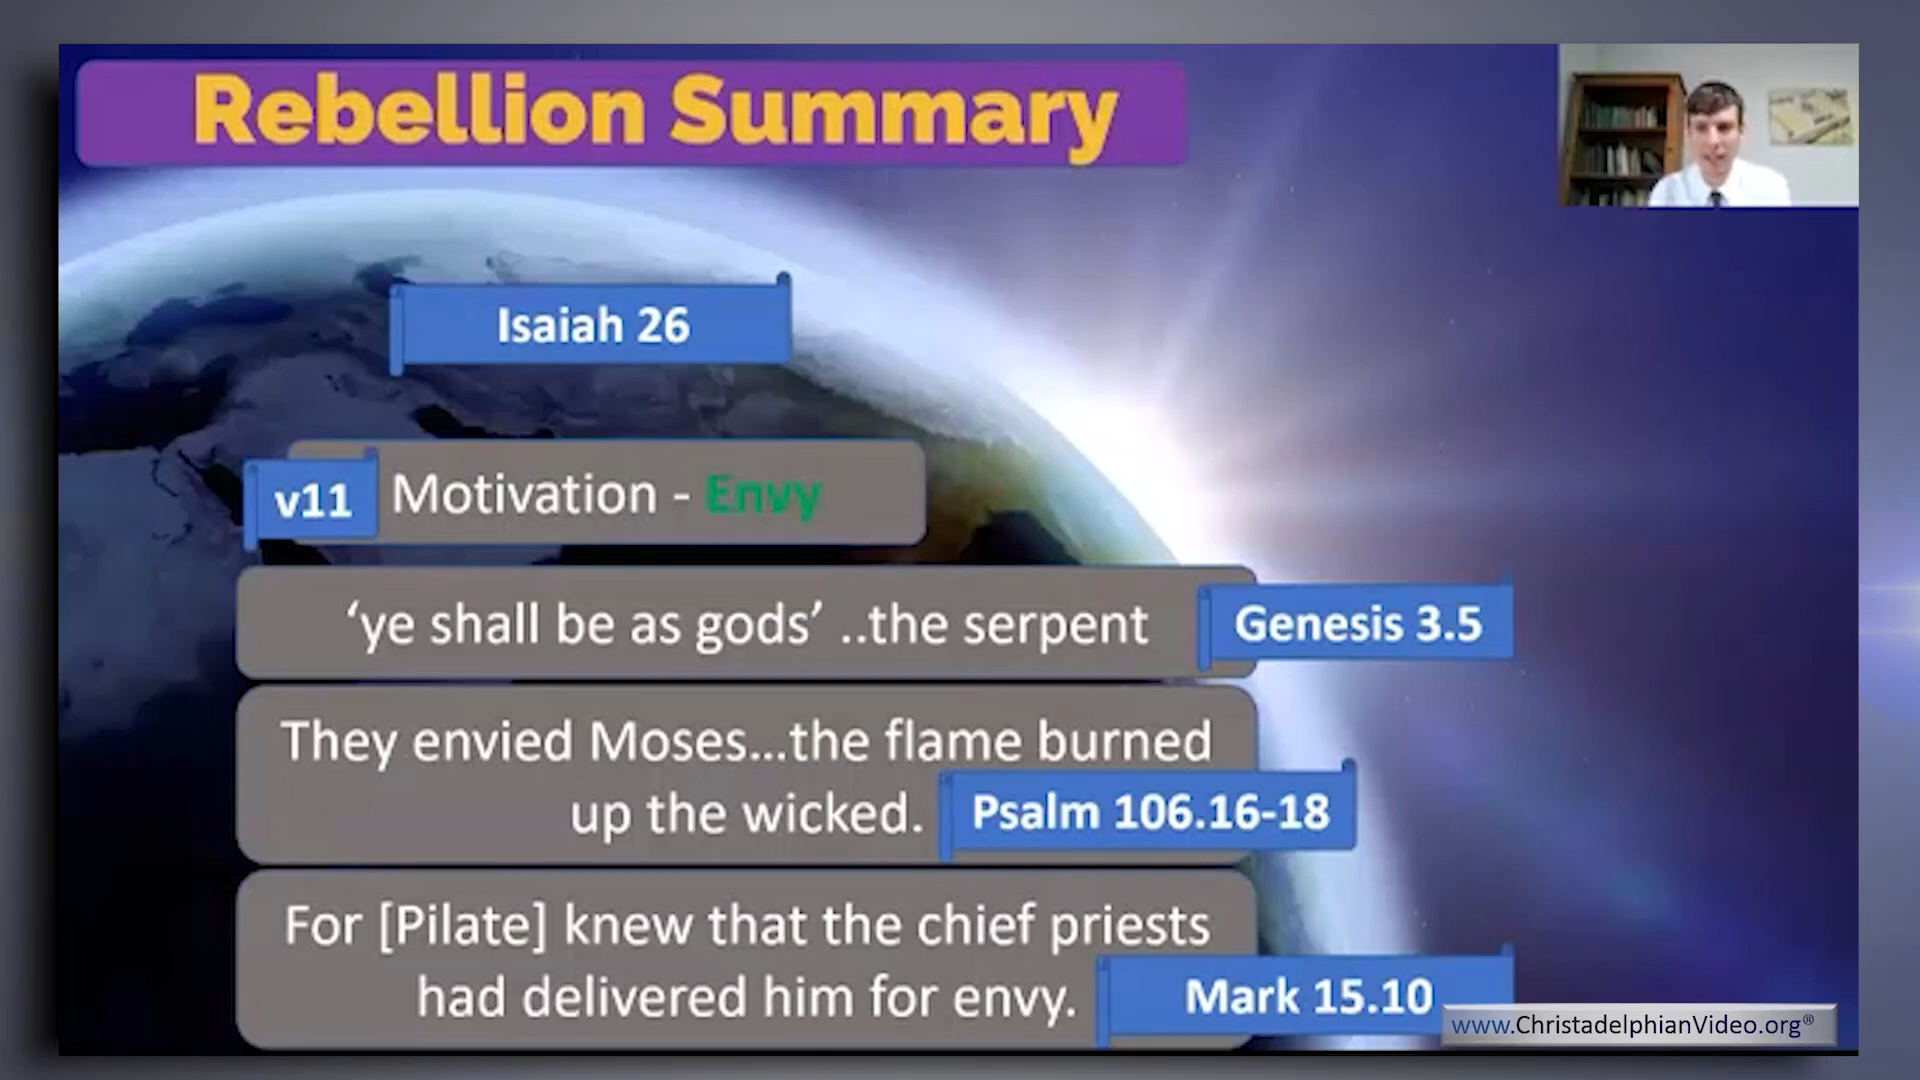 Rebellion Summary
Isaiah 26
v11 Motivation - Envy
‘ye shall be as gods’ ..the serpent Genesis 3.5
They envied Moses...the flame burned
up the wicked. Psalm 106.16-18
For [Pilate] knew that the chief priests
had delivered him for envy. Mark 15.10
www.ChristadelphianVideo.org®